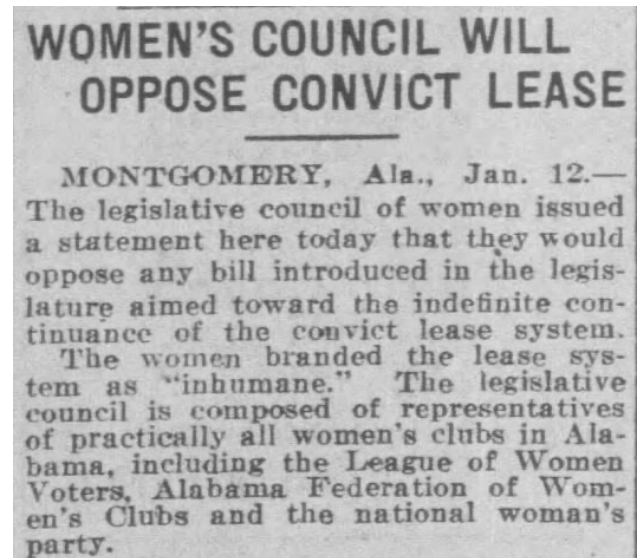 WOMEN'S COUNCIL WILL
OPPOSE CONVICT LEASE
MONTGOMERY, Ala., Jan. 12.—
The legislative council of women issued
a statement here today that they would
oppose any bill introduced in the legis-
lature aimed toward the indefinite con-
tinuance of the convict lease system.
The women branded the lease sys-
tem as "inhumane." The legislative
council is composed of representatives
of practically all women's clubs in Ala-
bama, including the League of Women
Voters, Alabama Federation of Wom-
en's Clubs and the national woman's
party.